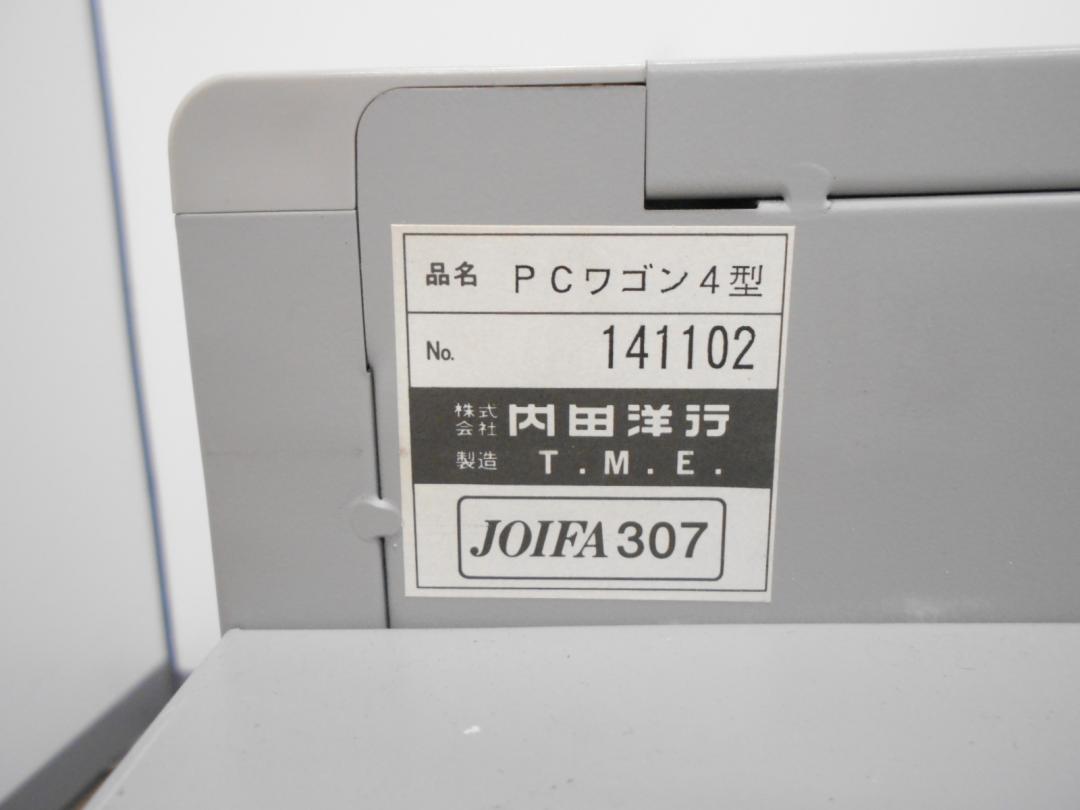 品名 PCワゴン4型
No. 141102
株式会社 内田洋行
製造 T.M.E.
JOIFA 307